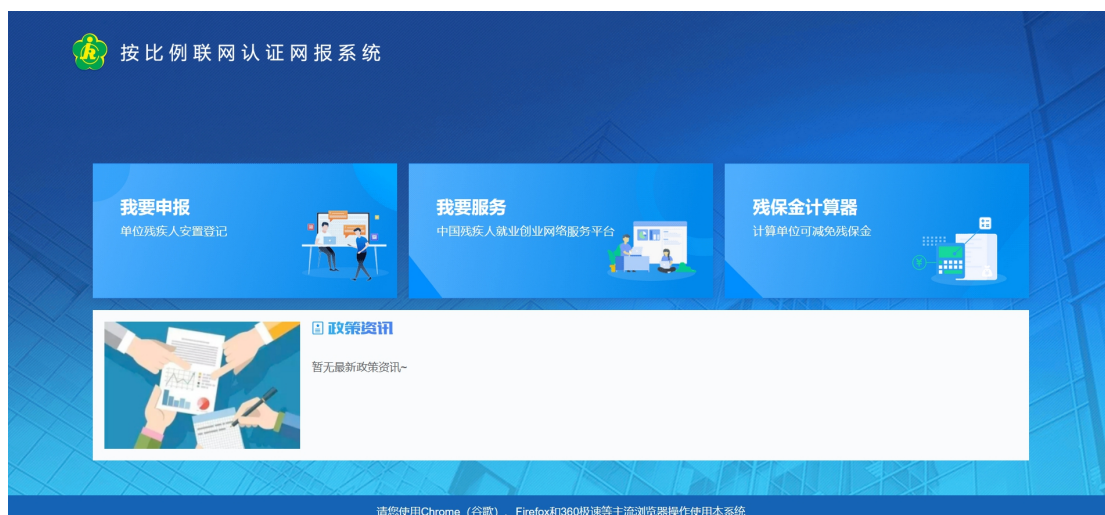 按比例联网认证网报系统
我要申报
单位残疾人安置登记
我要服务
中国残疾人就业创业网络服务平台
残保金计算器
计算单位可减免残保金
政策资讯
暂无最新政策资讯~
请您使用Chrome（谷歌）、Firefox和360极速等主流浏览器操作使用本系统